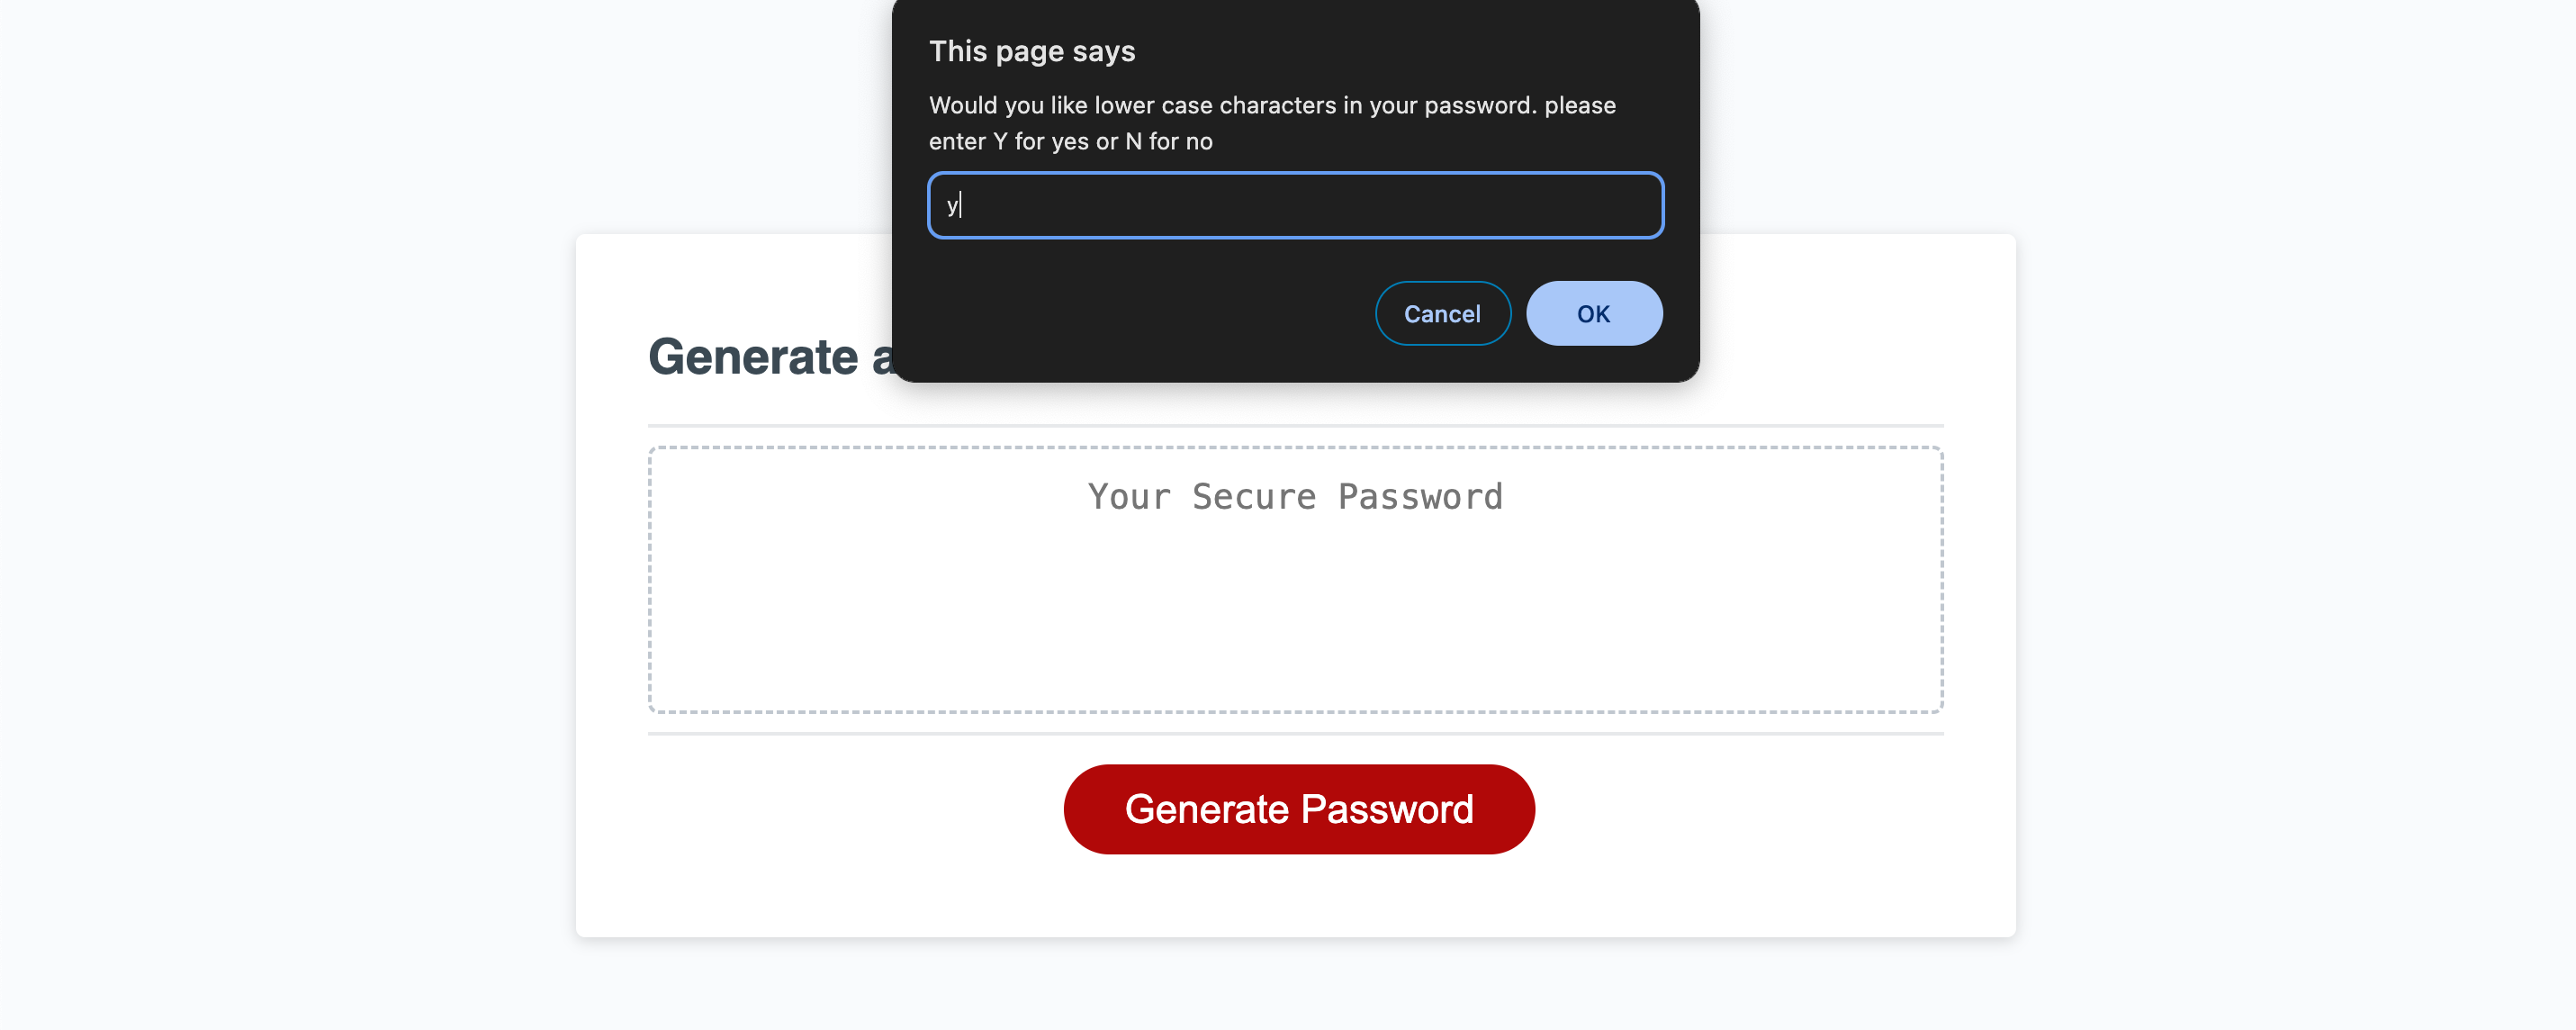 This page says
Would you like lower case characters in your password. please
enter Y for yes or N for no
y
Cancel
OK
Generate a
Your Secure Password
Generate Password